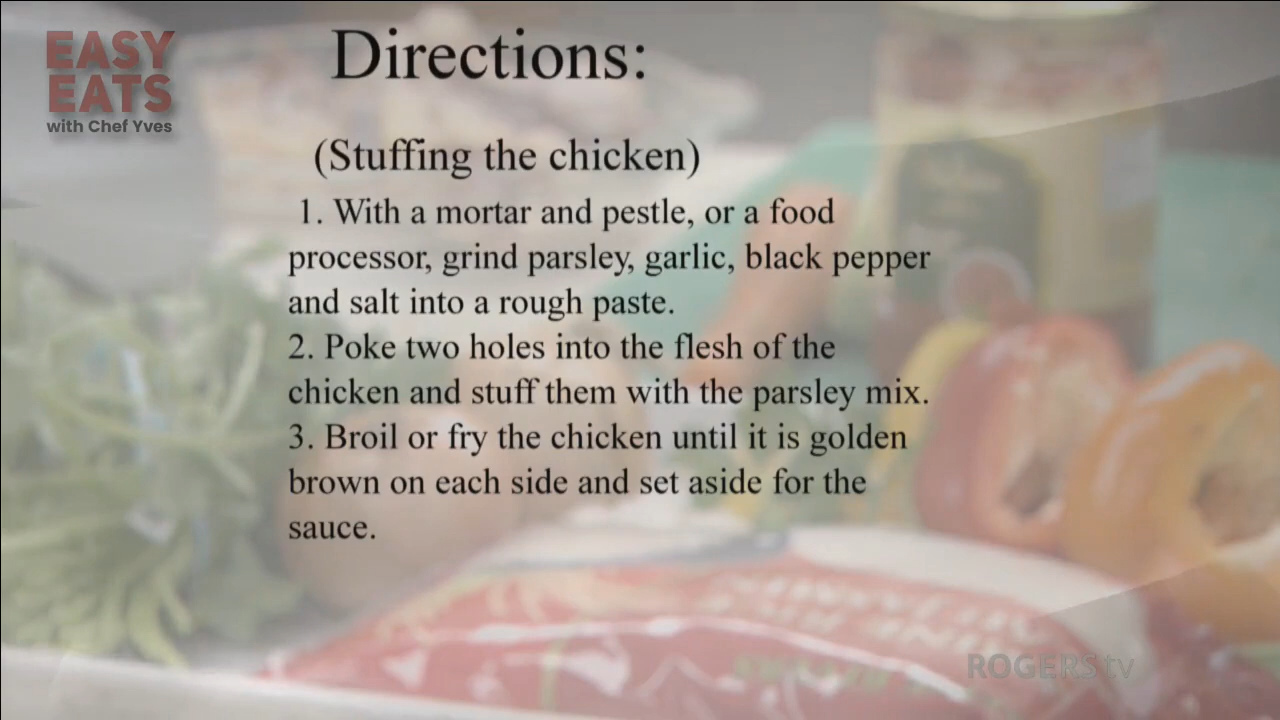 EASY
EATS
with Chef Yves
Directions:
(Stuffing the chicken)
1. With a mortar and pestle, or a food
processor, grind parsley, garlic, black pepper
and salt into a rough paste.
2. Poke two holes into the flesh of the
chicken and stuff them with the parsley mix.
3. Broil or fry the chicken until it is golden
brown on each side and set aside for the
sauce.
ROGERS tv